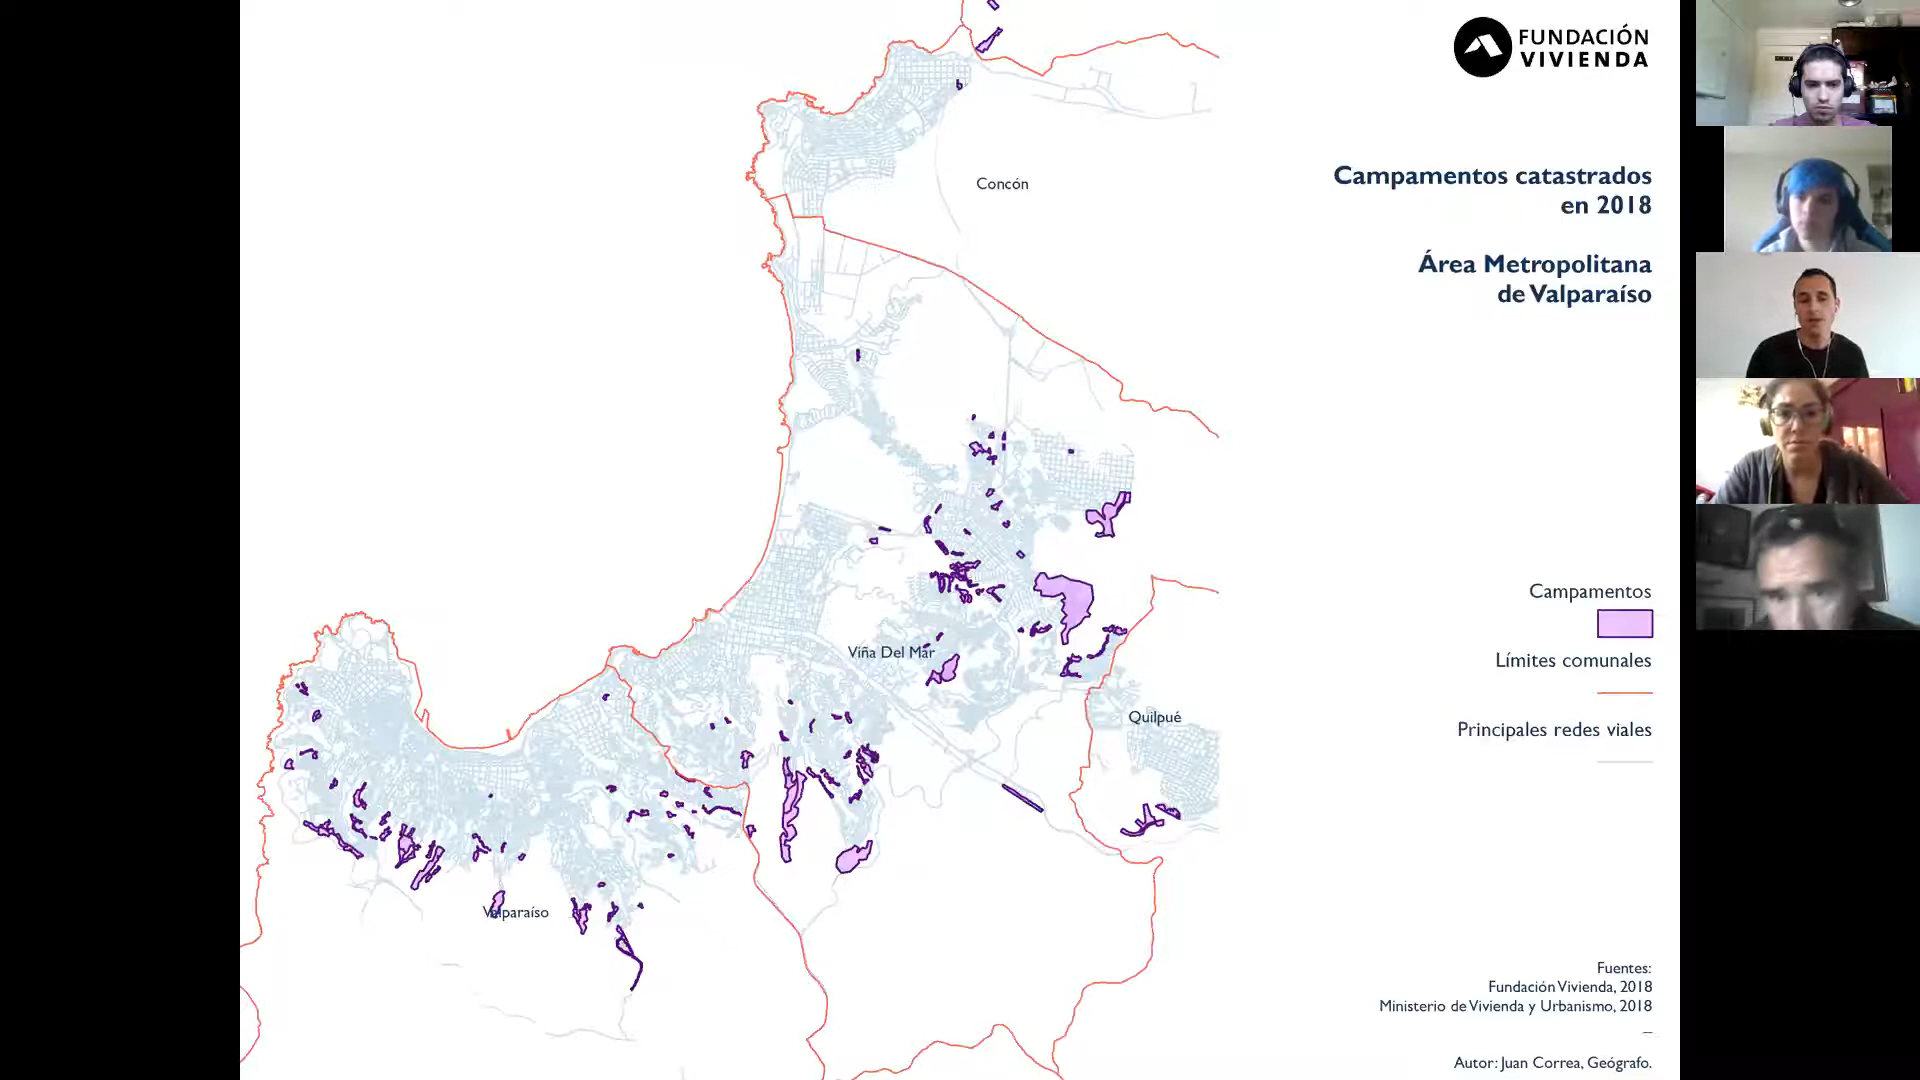 FUNDACIÓN
VIVIENDA
Campamentos catastrados
en 2018
Área Metropolitana
de Valparaíso
Concón
Viña Del Mar
Quilpué
Valparaíso
Campamentos
Límites comunales
Principales redes viales
Fuentes:
Fundación Vivienda, 2018
Ministerio de Vivienda y Urbanismo, 2018
–
Autor: Juan Correa, Geógrafo.